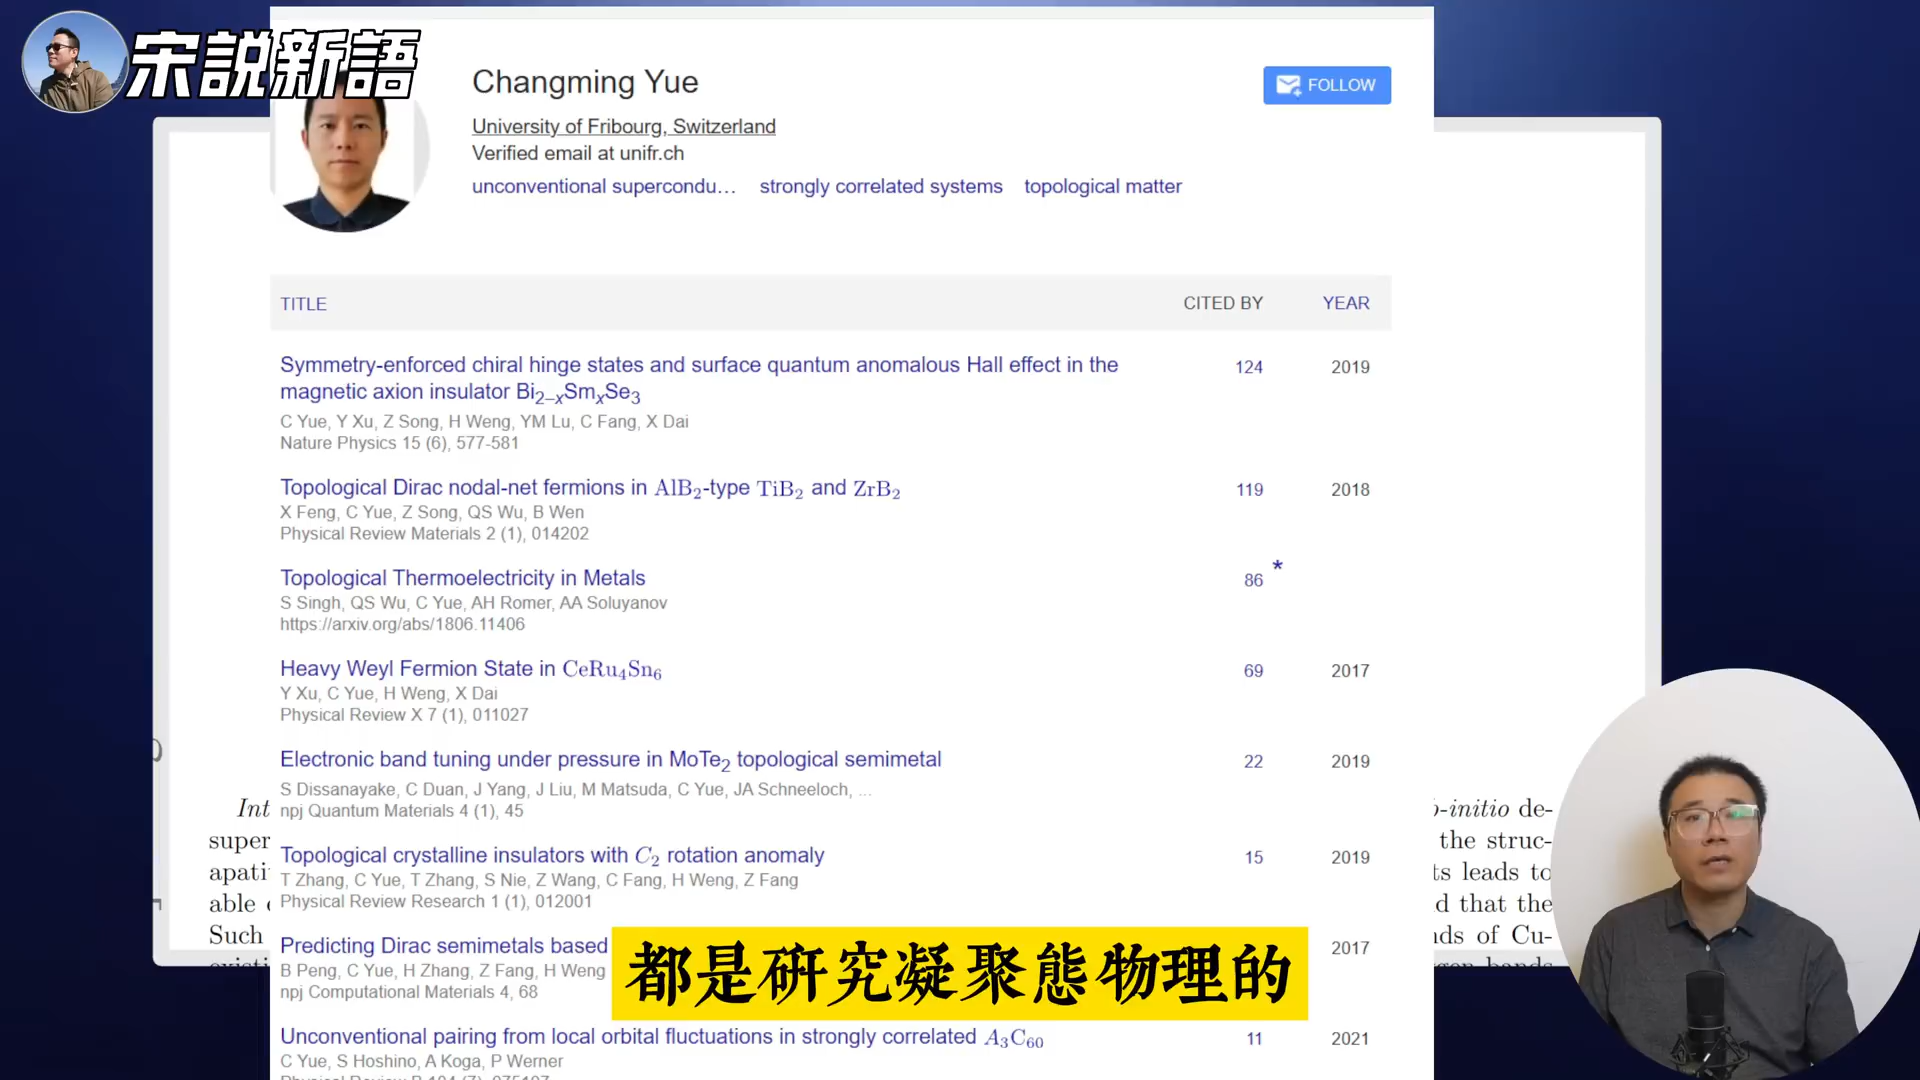 宋説新語
Changming Yue
FOLLOW
University of Fribourg, Switzerland
Verified email at unifr.ch
unconventional supercondu… strongly correlated systems topological matter
TITLE CITED BY YEAR
Symmetry-enforced chiral hinge states and surface quantum anomalous Hall effect in the 124 2019
magnetic axion insulator Bi₂₋ₓSmₓSe₃
C Yue, Y Xu, Z Song, H Weng, YM Lu, C Fang, X Dai
Nature Physics 15 (6), 577-581
Topological Dirac nodal-net fermions in AlB₂-type TiB₂ and ZrB₂ 119 2018
X Feng, C Yue, Z Song, QS Wu, B Wen
Physical Review Materials 2 (1), 014202
Topological Thermoelectricity in Metals 86 *
S Singh, QS Wu, C Yue, AH Romer, AA Soluyanov
https://arxiv.org/abs/1806.11406
Heavy Weyl Fermion State in CeRu₄Sn₆ 69 2017
Y Xu, C Yue, H Weng, X Dai
Physical Review X 7 (1), 011027
Electronic band tuning under pressure in MoTe₂ topological semimetal 22 2019
S Dissanayake, C Duan, J Yang, J Liu, M Matsuda, C Yue, JA Schneeloch, ...
npj Quantum Materials 4 (1), 45
Topological crystalline insulators with C₂ rotation anomaly 15 2019
T Zhang, C Yue, T Zhang, S Nie, Z Wang, C Fang, H Weng, Z Fang
Physical Review Research 1 (1), 012001
Predicting Dirac semimetals based 2017
B Peng, C Yue, H Zhang, Z Fang, H Weng
npj Computational Materials 4, 68
Unconventional pairing from local orbital fluctuations in strongly correlated A₃C₆₀ 11 2021
C Yue, S Hoshino, A Koga, P Werner
Int
super
apati
able
Such
b-initio de-
the struc-
ts leads to
d that the
nds of Cu-
都是研究凝聚態物理的